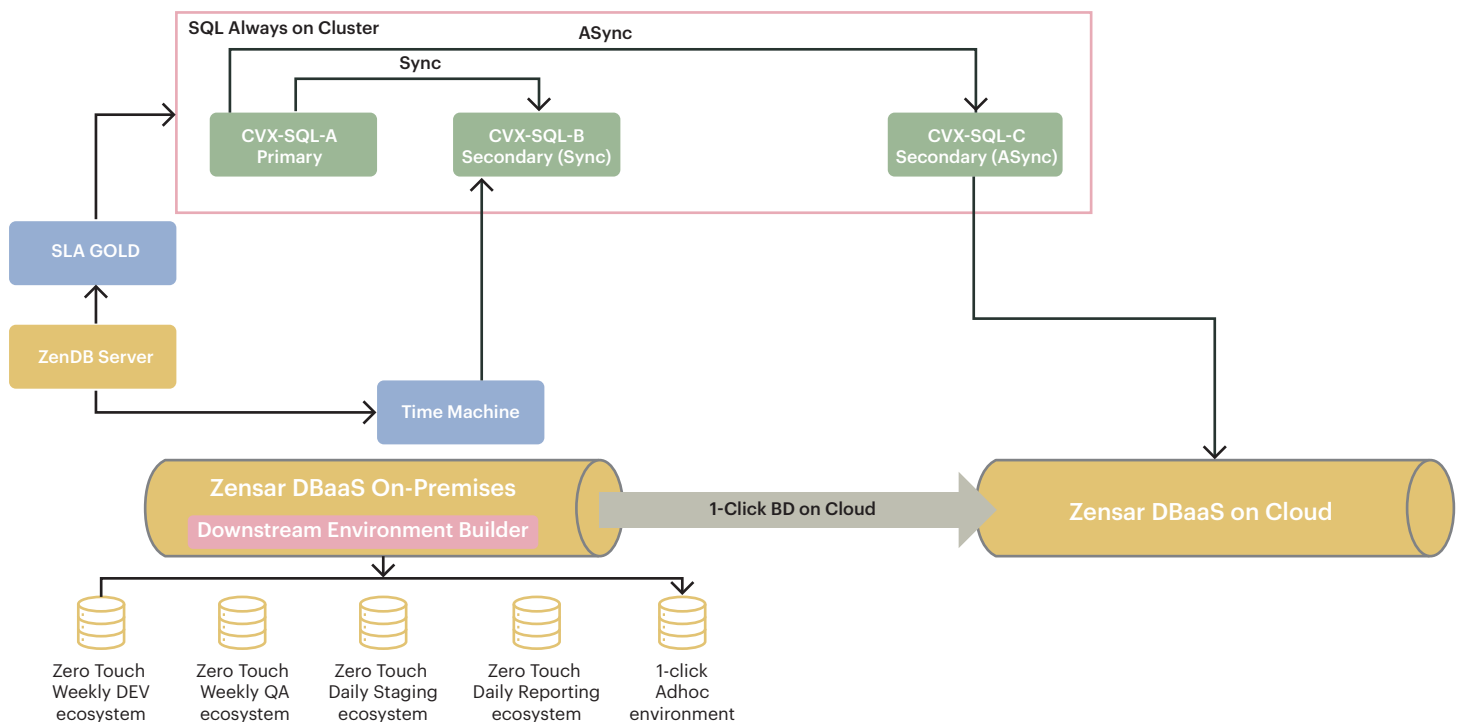 SQL Always on Cluster
ASync
Sync
CVX-SQL-A
Primary
CVX-SQL-B
Secondary (Sync)
CVX-SQL-C
Secondary (ASync)
SLA GOLD
ZenDB Server
Time Machine
Zensar DBaaS On-Premises
Downstream Environment Builder
1-Click BD on Cloud
Zensar DBaaS on Cloud
Zero Touch
Weekly DEV
ecosystem
Zero Touch
Weekly QA
ecosystem
Zero Touch
Daily Staging
ecosystem
Zero Touch
Daily Reporting
ecosystem
1-click
Adhoc
environment